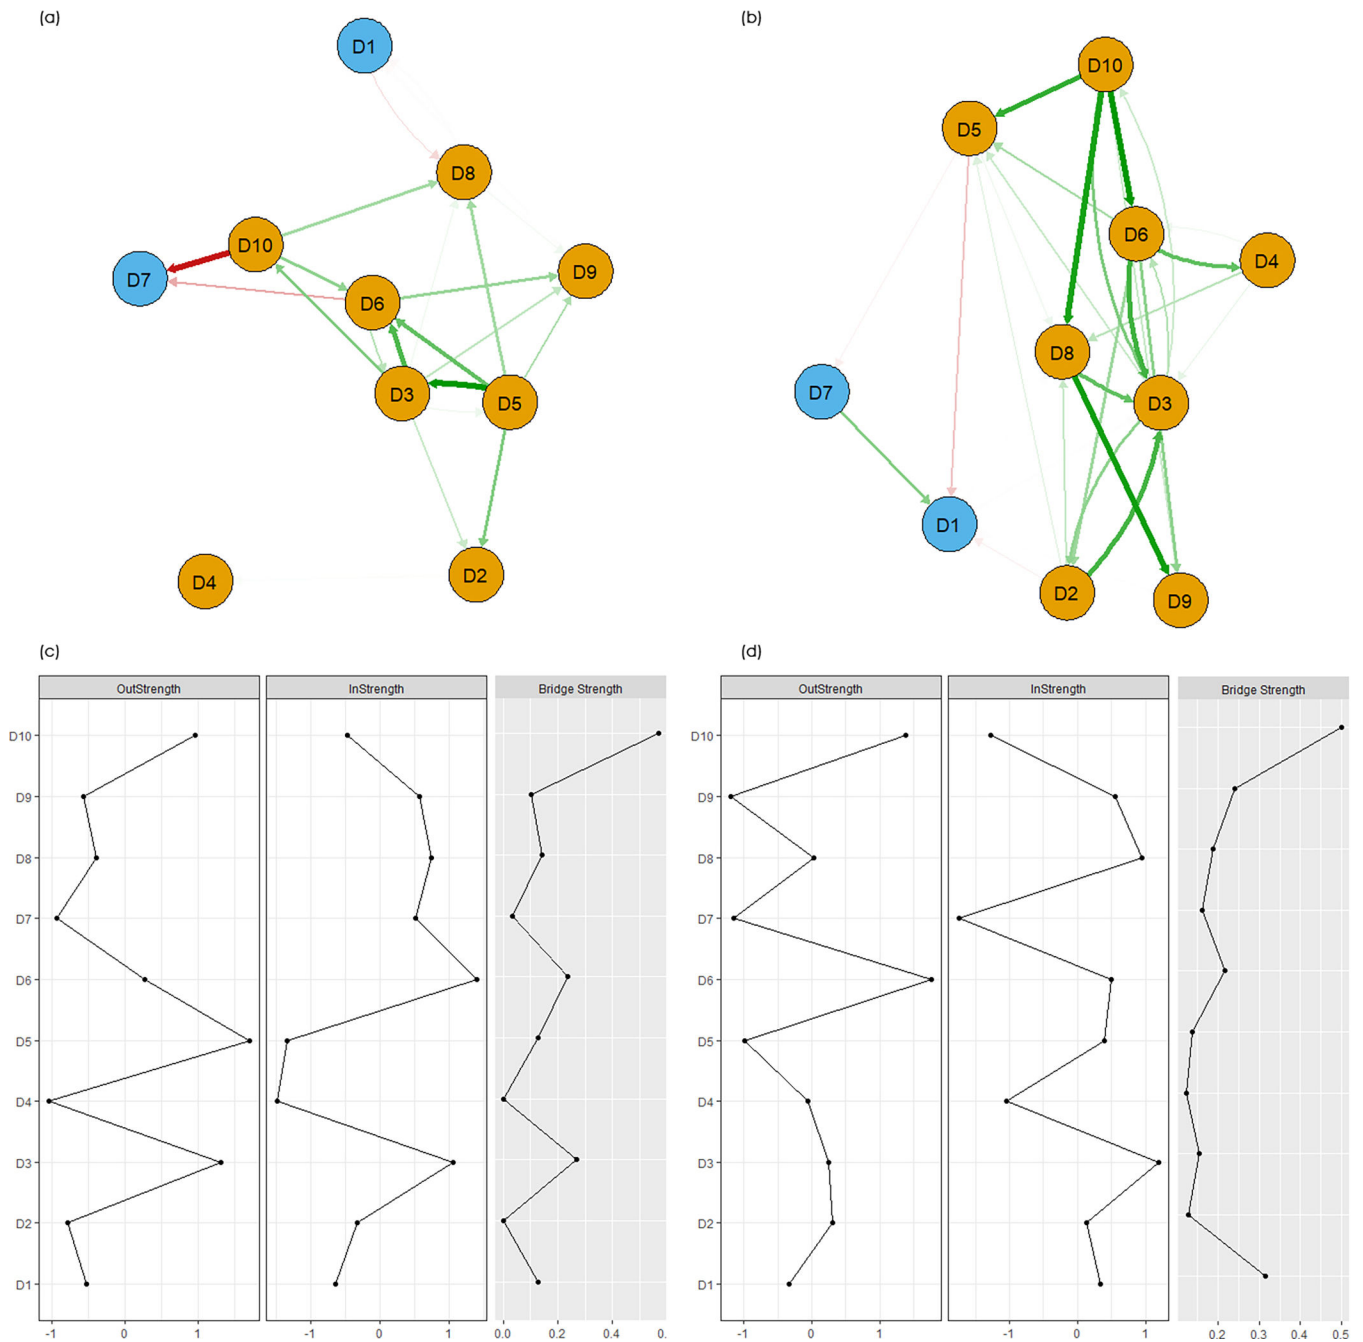 (a)
(b)
D1
D8
D10
D7
D9
D6
D3
D5
D4
D2
D10
D5
D6
D4
D8
D7
D3
D1
D2
D9
(c)
(d)
OutStrength InStrength Bridge Strength
OutStrength InStrength Bridge Strength
D10
D9
D8
D7
D6
D5
D4
D3
D2
D1
-1 0 1 -1 0 1 0.0 0.2 0.4 0.
D10
D9
D8
D7
D6
D5
D4
D3
D2
D1
-1 0 1 -1 0 1 0.2 0.3 0.4 0.5